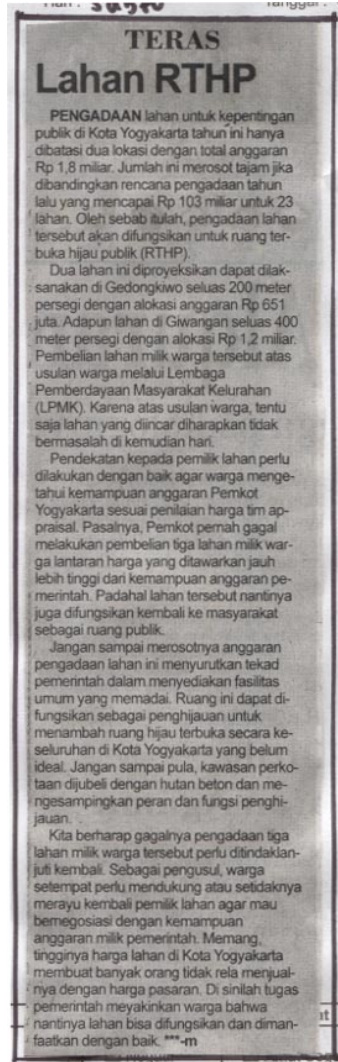 TERAS
Lahan RTHP
PENGADAAN lahan untuk kepentingan
publik di Kota Yogyakarta tahun ini hanya
dibatasi dua lokasi dengan total anggaran
Rp 1,8 miliar. Jumlah ini merosot tajam jika
dibandingkan rencana pengadaan tahun
lalu yang mencapai Rp 103 miliar untuk 23
lahan. Oleh sebab itulah, pengadaan lahan
tersebut akan difungsikan untuk ruang ter-
buka hijau publik (RTHP).
Dua lahan ini diproyeksikan dapat dilak-
sanakan di Gedongkiwo seluas 200 meter
persegi dengan alokasi anggaran Rp 651
juta. Adapun lahan di Giwangan seluas 400
meter persegi dengan alokasi Rp 1,2 miliar.
Pembelian lahan milik warga tersebut atas
usulan warga melalui Lembaga
Pemberdayaan Masyarakat Kelurahan
(LPMK). Karena atas usulan warga, tentu
saja lahan yang diincar diharapkan tidak
bermasalah di kemudian hari.
Pendekatan kepada pemilik lahan perlu
dilakukan dengan baik agar warga menge-
tahui kemampuan anggaran Pemkot
Yogyakarta sesuai penilaian harga tim ap-
praisal. Pasalnya, Pemkot pernah gagal
melakukan pembelian tiga lahan milik war-
ga lantaran harga yang ditawarkan jauh
lebih tinggi dari kemampuan anggaran pe-
merintah. Padahal lahan tersebut nantinya
juga difungsikan kembali ke masyarakat
sebagai ruang publik.
Jangan sampai merosotnya anggaran
pengadaan lahan ini menyurutkan tekad
pemerintah dalam menyediakan fasilitas
umum yang memadai. Ruang ini dapat di-
fungsikan sebagai penghijauan untuk
menambah ruang hijau terbuka secara ke-
seluruhan di Kota Yogyakarta yang belum
ideal. Jangan sampai pula, kawasan perko-
taan dijubeli dengan hutan beton dan me-
ngesampingkan peran dan fungsi penghi-
jauan.
Kita berharap gagalnya pengadaan tiga
lahan milik warga tersebut perlu ditindaklan-
juti kembali. Sebagai pengusul, warga
setempat perlu mendukung atau setidaknya
merayu kembali pemilik lahan agar mau
bernegosiasi dengan kemampuan
anggaran milik pemerintah. Memang,
tingginya harga lahan di Kota Yogyakarta
membuat banyak orang tidak rela menjual-
nya dengan harga pasaran. Di sinilah tugas
pemerintah meyakinkan warga bahwa
nantinya lahan bisa difungsikan dan diman-
faatkan dengan baik. ***-m